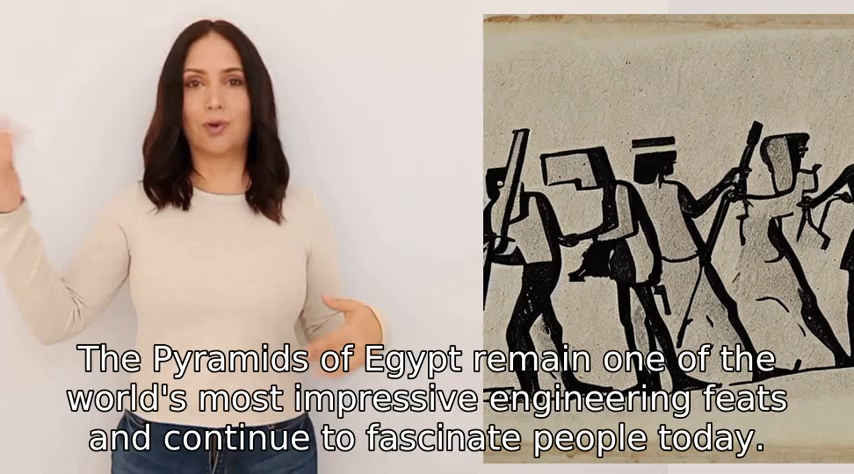 The Pyramids of Egypt remain one of the
world's most impressive engineering feats
and continue to fascinate people today.